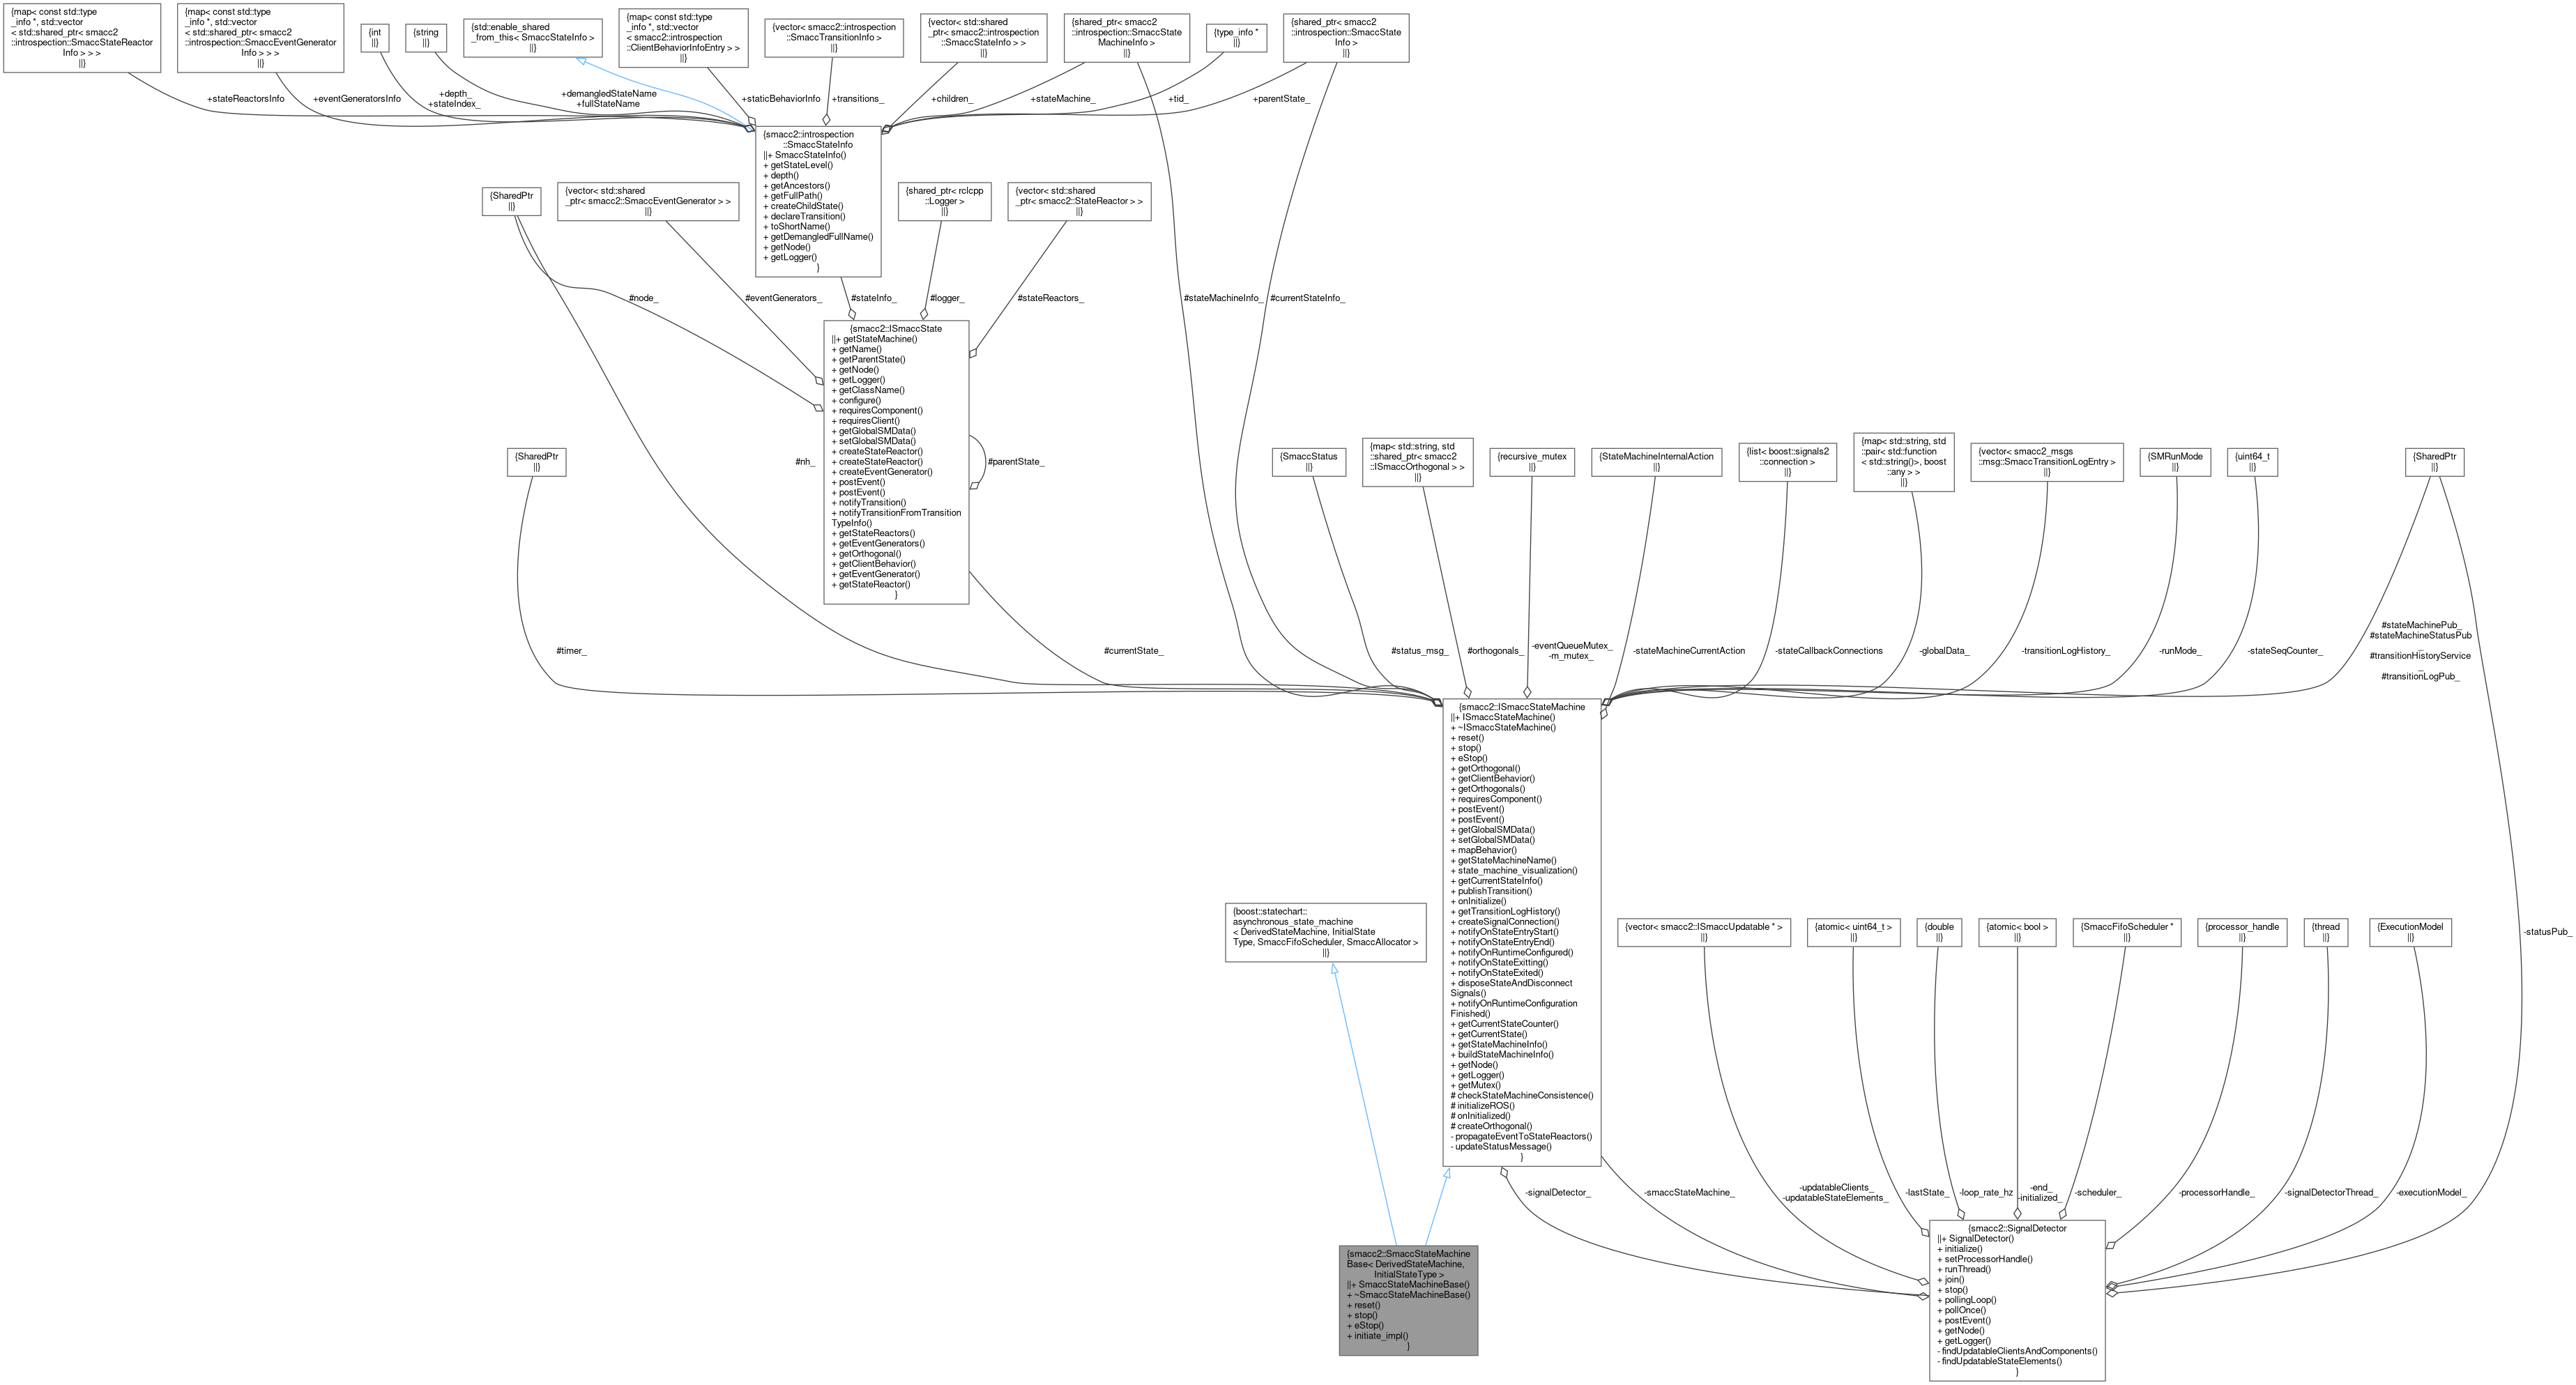 {map< const std::type
_info *, std::vector
< std::shared_ptr< smacc2
::introspection::SmaccStateReactor
Info > > >
||}
{map< const std::type
_info *, std::vector
< std::shared_ptr< smacc2
::introspection::SmaccEventGenerator
Info > > >
||}
{int
||}
{string
||}
{std::enable_shared
_from_this< SmaccStateInfo >
||}
{map< const std::type
_info *, std::vector
< smacc2::introspection
::ClientBehaviorInfoEntry > >
||}
{vector< smacc2::introspection
::SmaccTransitionInfo >
||}
{vector< std::shared
_ptr< smacc2::introspection
::SmaccStateInfo > >
||}
{shared_ptr< smacc2
::introspection::SmaccState
MachineInfo >
||}
{type_info *
||}
{shared_ptr< smacc2
::introspection::SmaccState
Info >
||}
+stateReactorsInfo
+eventGeneratorsInfo
+depth_
+stateIndex_
+demangledStateName
+fullStateName
+staticBehaviorInfo
+transitions_
+children_
+stateMachine_
+tid_
+parentState_
{smacc2::introspection
::SmaccStateInfo
||+ SmaccStateInfo()
+ getStateLevel()
+ depth()
+ getAncestors()
+ getFullPath()
+ createChildState()
+ declareTransition()
+ toShortName()
+ getDemangledFullName()
+ getNode()
+ getLogger()
}
{SharedPtr
||}
{vector< std::shared
_ptr< smacc2::SmaccEventGenerator > >
||}
{shared_ptr< rclcpp
::Logger >
||}
{vector< std::shared
_ptr< smacc2::StateReactor > >
||}
#node_
#eventGenerators_
#stateInfo_
#logger_
#stateReactors_
#stateMachineInfo_
#currentStateInfo_
{smacc2::ISmaccState
||+ getStateMachine()
+ getName()
+ getParentState()
+ getNode()
+ getLogger()
+ getClassName()
+ configure()
+ requiresComponent()
+ requiresClient()
+ getGlobalSMData()
+ setGlobalSMData()
+ createStateReactor()
+ createStateReactor()
+ createEventGenerator()
+ postEvent()
+ postEvent()
+ notifyTransition()
+ notifyTransitionFromTransition
TypeInfo()
+ getStateReactors()
+ getEventGenerators()
+ getOrthogonal()
+ getClientBehavior()
+ getEventGenerator()
+ getStateReactor()
}
#parentState_
#nh_
{SharedPtr
||}
{SmaccStatus
||}
{map< std::string, std
::shared_ptr< smacc2
::ISmaccOrthogonal > >
||}
{recursive_mutex
||}
{StateMachineInternalAction
||}
{list< boost::signals2
::connection >
||}
{map< std::string, std
::pair< std::function
< std::string()>, boost
::any > >
||}
{vector< smacc2_msgs
::msg::SmaccTransitionLogEntry >
||}
{SMRunMode
||}
{uint64_t
||}
{SharedPtr
||}
#timer_
#currentState_
#status_msg_
#orthogonals_
-eventQueueMutex_
-m_mutex_
-stateMachineCurrentAction
-stateCallbackConnections
-globalData_
-transitionLogHistory_
-runMode_
-stateSeqCounter_
#stateMachinePub_
#stateMachineStatusPub
_
#transitionHistoryService
_
#transitionLogPub_
{smacc2::ISmaccStateMachine
||+ ISmaccStateMachine()
+ ~ISmaccStateMachine()
+ reset()
+ stop()
+ eStop()
+ getOrthogonal()
+ getClientBehavior()
+ getOrthogonals()
+ requiresComponent()
+ postEvent()
+ postEvent()
+ getGlobalSMData()
+ setGlobalSMData()
+ mapBehavior()
+ getStateMachineName()
+ state_machine_visualization()
+ getCurrentStateInfo()
+ publishTransition()
+ onInitialize()
+ getTransitionLogHistory()
+ createSignalConnection()
+ notifyOnStateEntryStart()
+ notifyOnStateEntryEnd()
+ notifyOnRuntimeConfigured()
+ notifyOnStateExitting()
+ notifyOnStateExited()
+ disposeStateAndDisconnect
Signals()
+ notifyOnRuntimeConfiguration
Finished()
+ getCurrentStateCounter()
+ getCurrentState()
+ getStateMachineInfo()
+ buildStateMachineInfo()
+ getNode()
+ getLogger()
+ getMutex()
# checkStateMachineConsistence()
# initializeROS()
# onInitialized()
# createOrthogonal()
- propagateEventToStateReactors()
- updateStatusMessage()
}
{boost::statechart::
asynchronous_state_machine
< DerivedStateMachine, InitialState
Type, SmaccFifoScheduler, SmaccAllocator >
||}
{vector< smacc2::ISmaccUpdatable * >
||}
{atomic< uint64_t >
||}
{double
||}
{atomic< bool >
||}
{SmaccFifoScheduler *
||}
{processor_handle
||}
{thread
||}
{ExecutionModel
||}
-statusPub_
-signalDetector_
-smaccStateMachine_
-updatableClients_
-updatableStateElements_
-lastState_
-loop_rate_hz
-end_
-initialized_
-scheduler_
-processorHandle_
-signalDetectorThread_
-executionModel_
{smacc2::SmaccStateMachine
Base< DerivedStateMachine,
InitialStateType >
||+ SmaccStateMachineBase()
+ ~SmaccStateMachineBase()
+ reset()
+ stop()
+ eStop()
+ initiate_impl()
}
{smacc2::SignalDetector
||+ SignalDetector()
+ initialize()
+ setProcessorHandle()
+ runThread()
+ join()
+ stop()
+ pollingLoop()
+ pollOnce()
+ postEvent()
+ getNode()
+ getLogger()
- findUpdatableClientsAndComponents()
- findUpdatableStateElements()
}